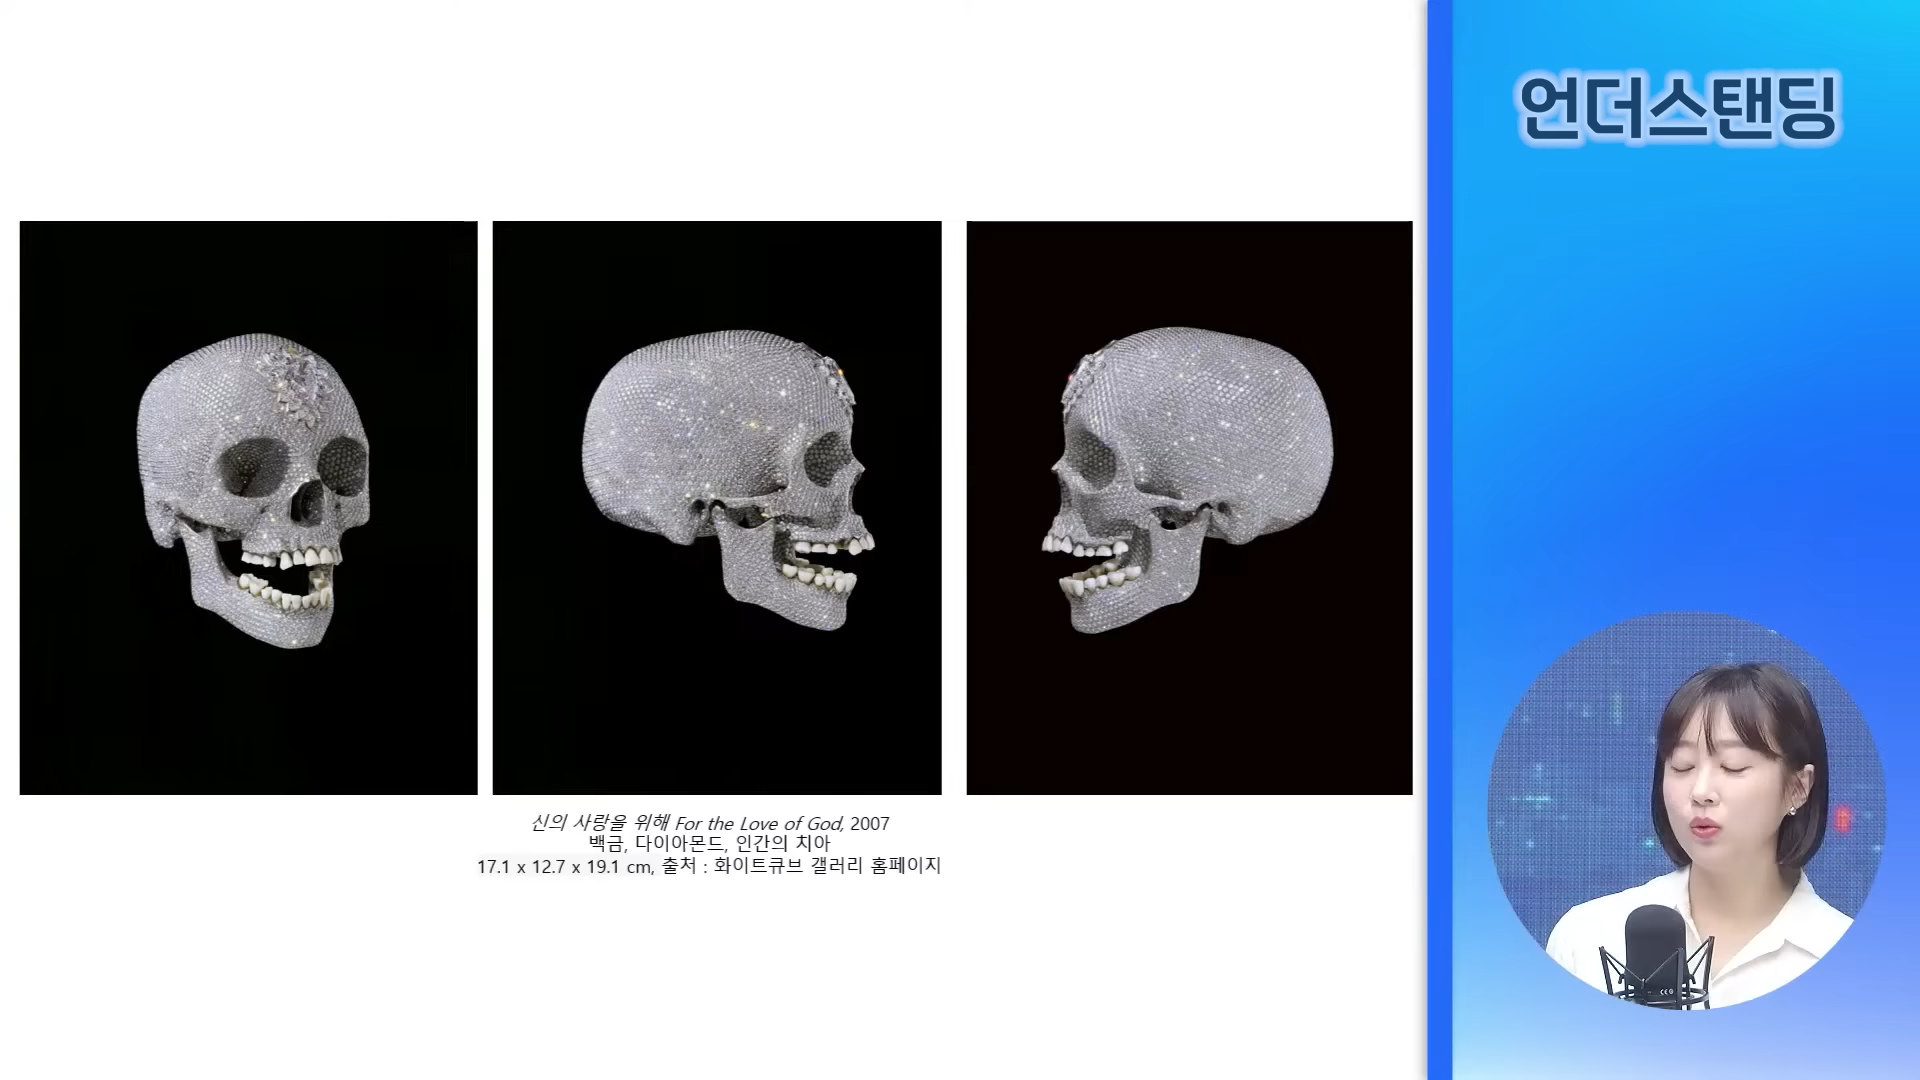 언더스탠딩
신의 사랑을 위해 For the Love of God, 2007
백금, 다이아몬드, 인간의 치아
17.1 x 12.7 x 19.1 cm, 출처 : 화이트큐브 갤러리 홈페이지